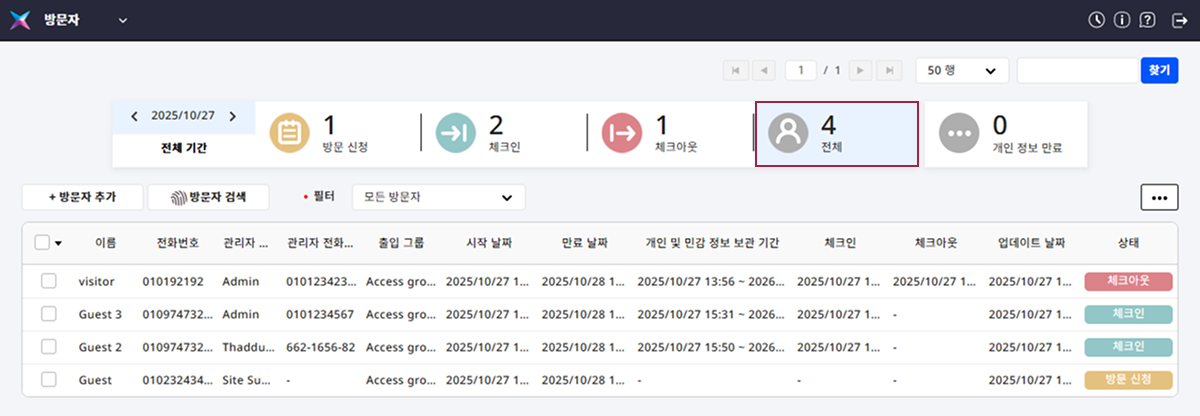 방문자
1 / 1 50 행 찾기
2025/10/27
전체 기간
1
방문 신청
2
체크인
1
체크아웃
4
전체
0
개인 정보 만료
+ 방문자 추가 방문자 검색 • 필터 모든 방문자
이름 전화번호 관리자 ... 관리자 전화... 출입 그룹 시작 날짜 만료 날짜 개인 및 민감 정보 보관 기간 체크인 체크아웃 업데이트 날짜 상태
visitor 010192192 Admin 010123423... Access gro... 2025/10/27 1... 2025/10/28 1... 2025/10/27 13:56 ~ 2026... 2025/10/27 1... 2025/10/27 1... 2025/10/27 1... 체크아웃
Guest 3 010974732... Admin 0101234567 Access gro... 2025/10/27 1... 2025/10/28 1... 2025/10/27 15:31 ~ 2026... 2025/10/27 1... - 2025/10/27 1... 체크인
Guest 2 010974732... Thaddu... 662-1656-82 Access gro... 2025/10/27 1... 2025/10/28 1... 2025/10/27 15:50 ~ 2026... 2025/10/27 1... - 2025/10/27 1... 체크인
Guest 010232434... Site Su... - Access gro... 2025/10/27 1... 2025/10/28 1... - - - 2025/10/27 1... 방문 신청